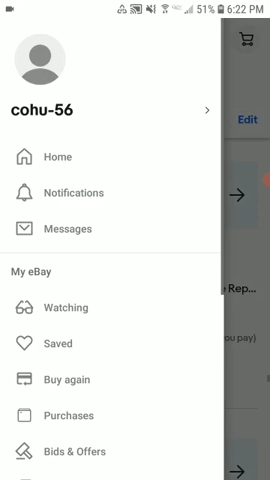 51% 6:22 PM
cohu-56
Edit
Home
Notifications
Messages
Rep...
ou pay)
My eBay
Watching
Saved
Buy again
Purchases
Bids & Offers